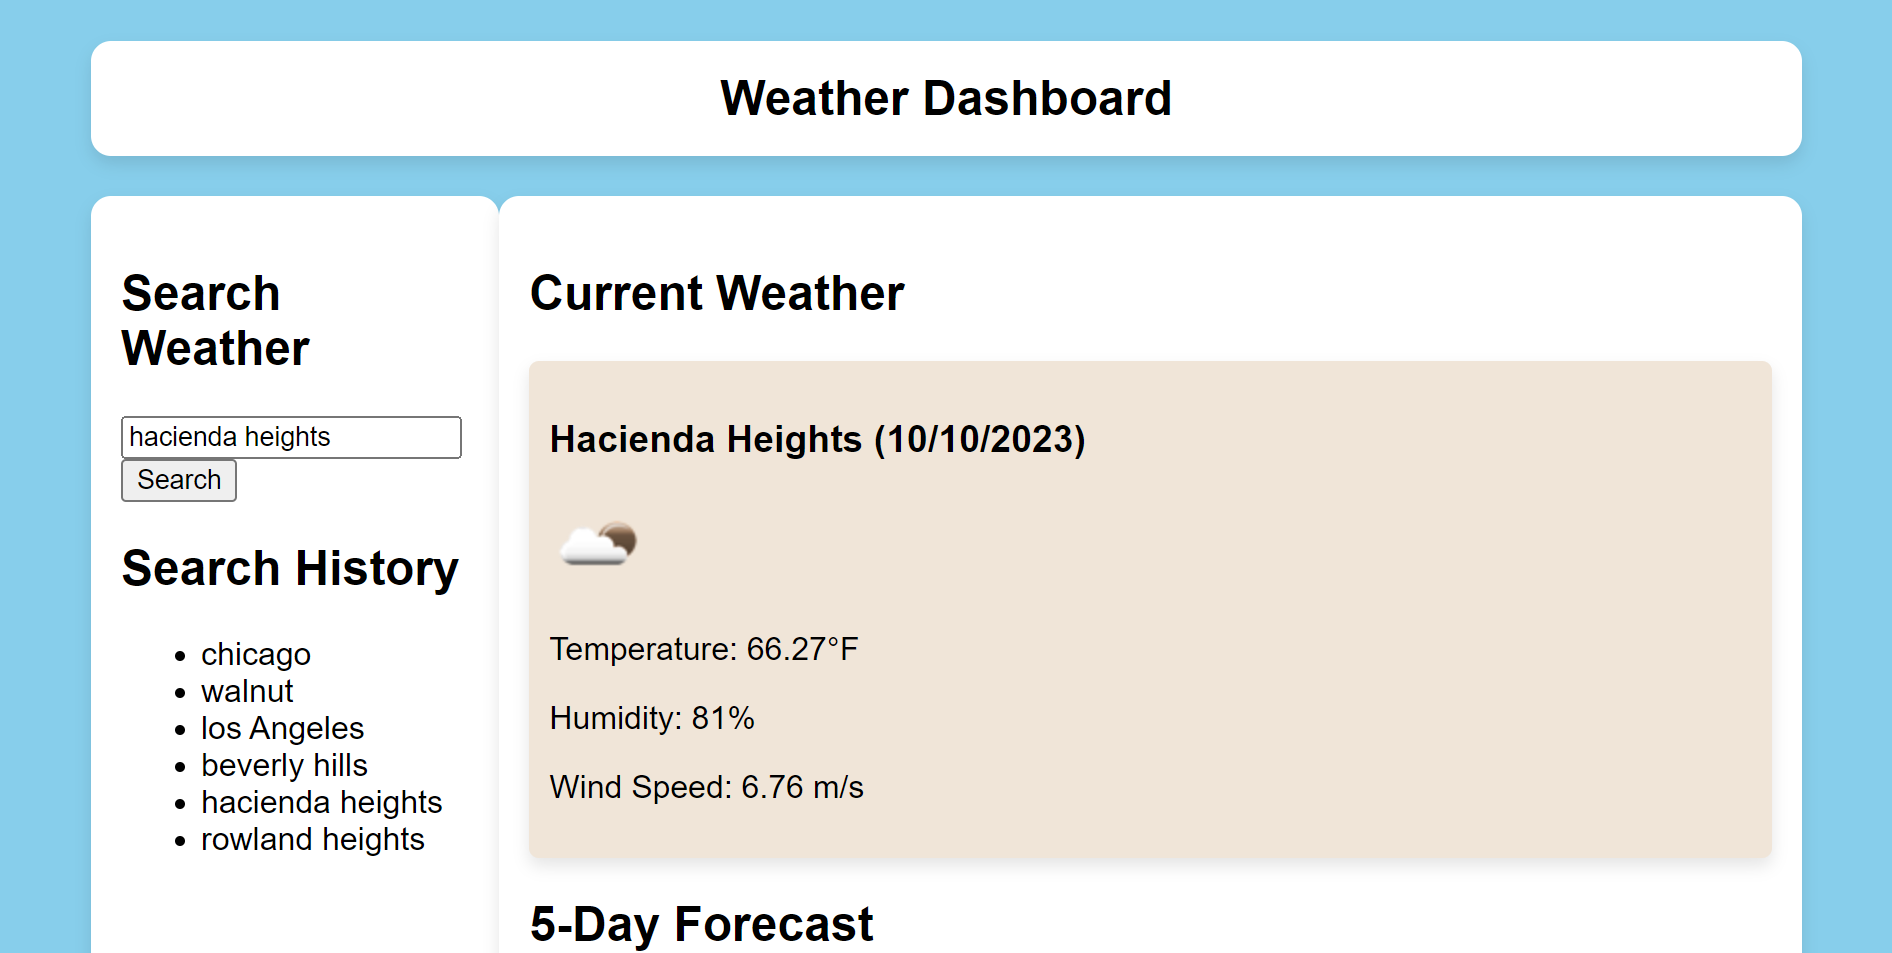 Weather Dashboard
Search
Weather
hacienda heights
Search
Search History
chicago
walnut
los Angeles
beverly hills
hacienda heights
rowland heights
Current Weather
Hacienda Heights (10/10/2023)
Temperature: 66.27°F
Humidity: 81%
Wind Speed: 6.76 m/s
5-Day Forecast